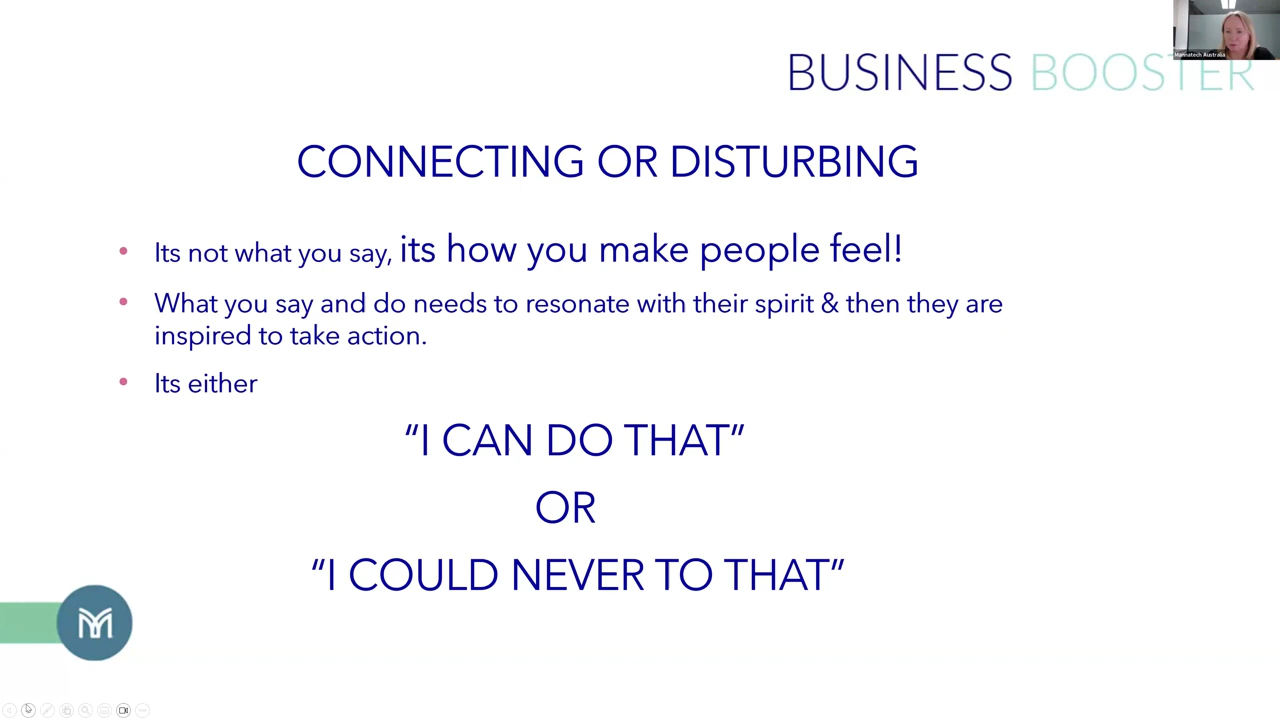 Mannatech Australia
BUSINESS BOOSTER
CONNECTING OR DISTURBING
• Its not what you say, its how you make people feel!
• What you say and do needs to resonate with their spirit & then they are
inspired to take action.
• Its either
“I CAN DO THAT”
OR
“I COULD NEVER TO THAT”